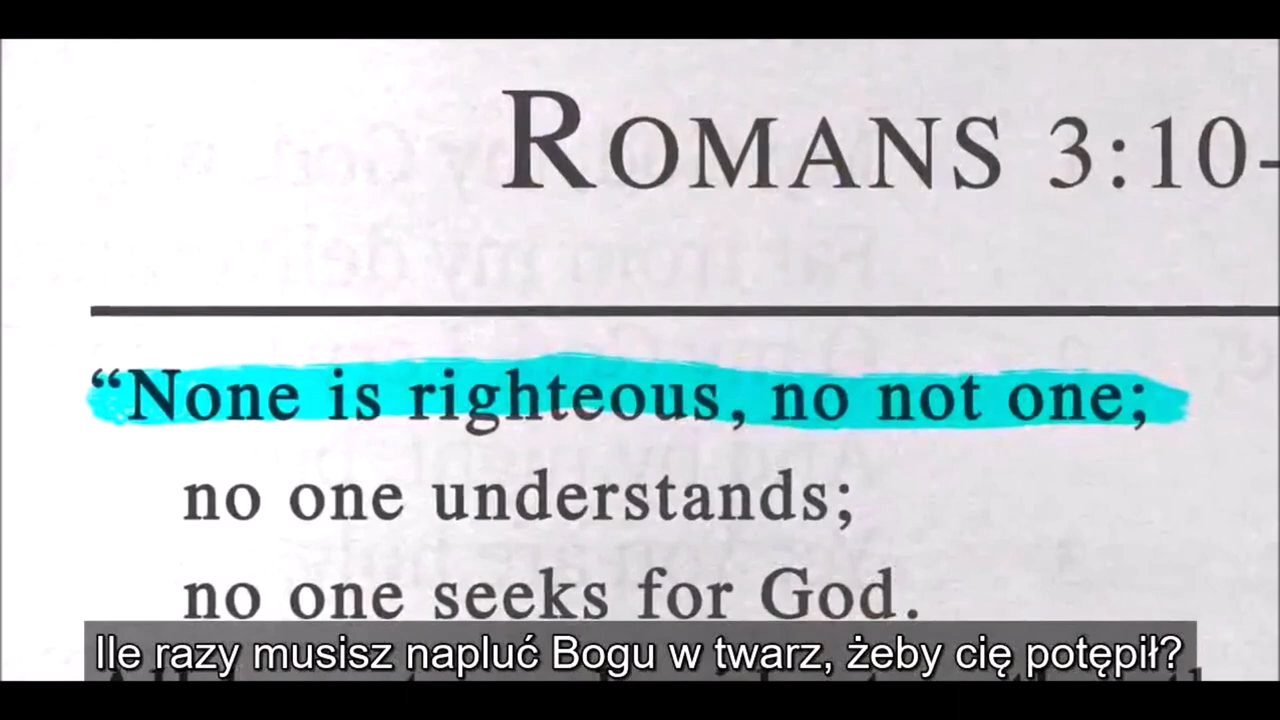 ROMANS 3:10-
“None is righteous, no not one;
no one understands;
no one seeks for God.
Ile razy musisz napluć Bogu w twarz, żeby cię potępił?